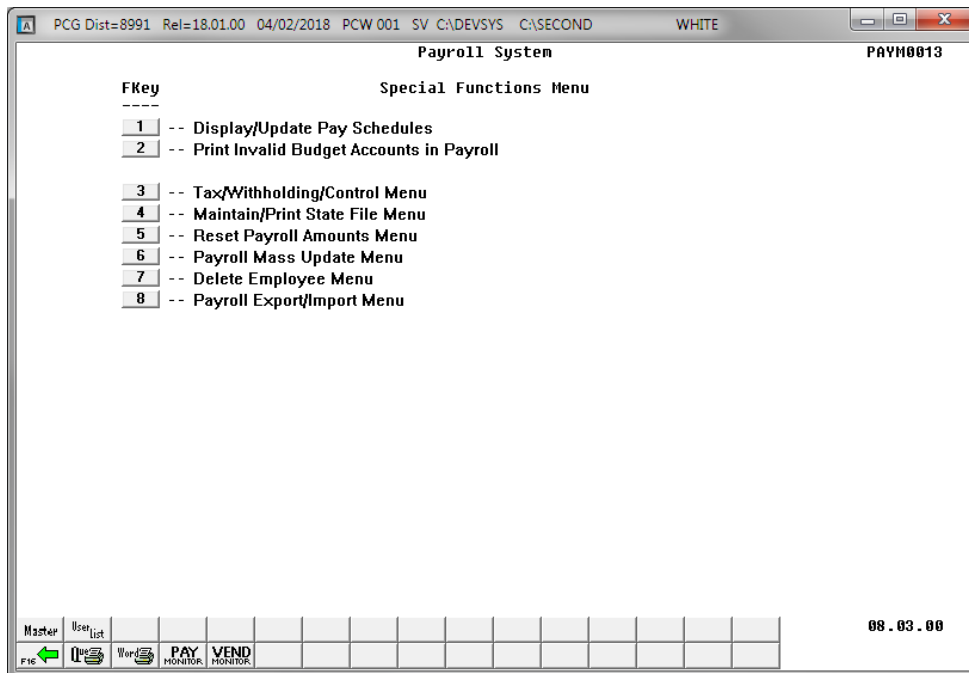 A PCG Dist=8991 Rel=18.01.00 04/02/2018 PCW 001 SV C:\DEVSYS C:\SECOND WHITE
Payroll System PAYM0013
FKey Special Functions Menu
----
1 -- Display/Update Pay Schedules
2 -- Print Invalid Budget Accounts in Payroll
3 -- Tax/Withholding/Control Menu
4 -- Maintain/Print State File Menu
5 -- Reset Payroll Amounts Menu
6 -- Payroll Mass Update Menu
7 -- Delete Employee Menu
8 -- Payroll Export/Import Menu
Master User List 08.03.00
F16 Que Word PAY MONITOR VEND MONITOR